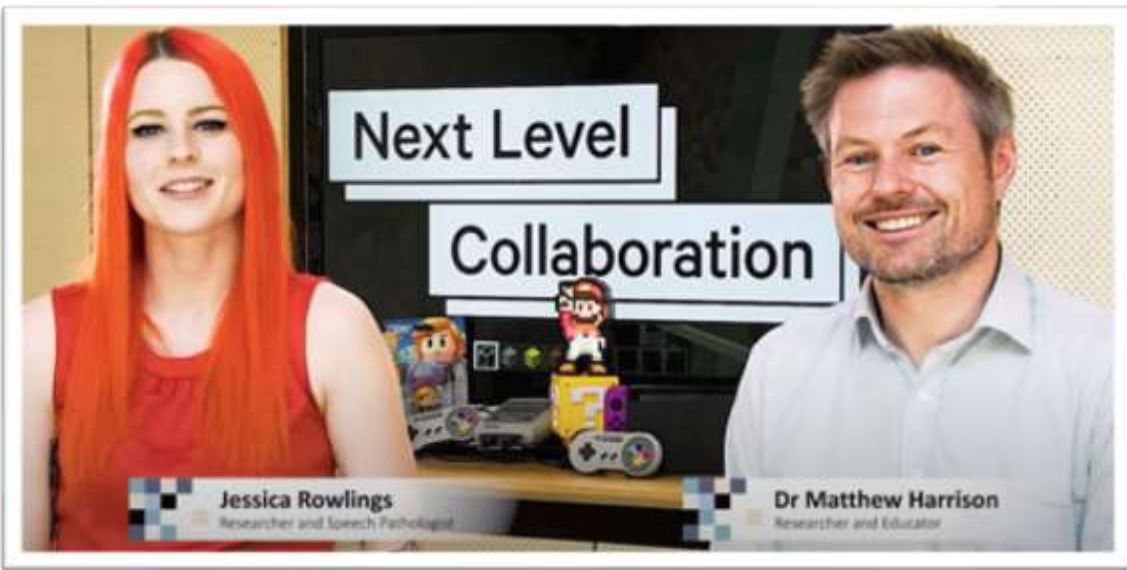 Next Level
Collaboration
Jessica Rowlings
Researcher and Speech Pathologist
Dr Matthew Harrison
Researcher and Educator
?